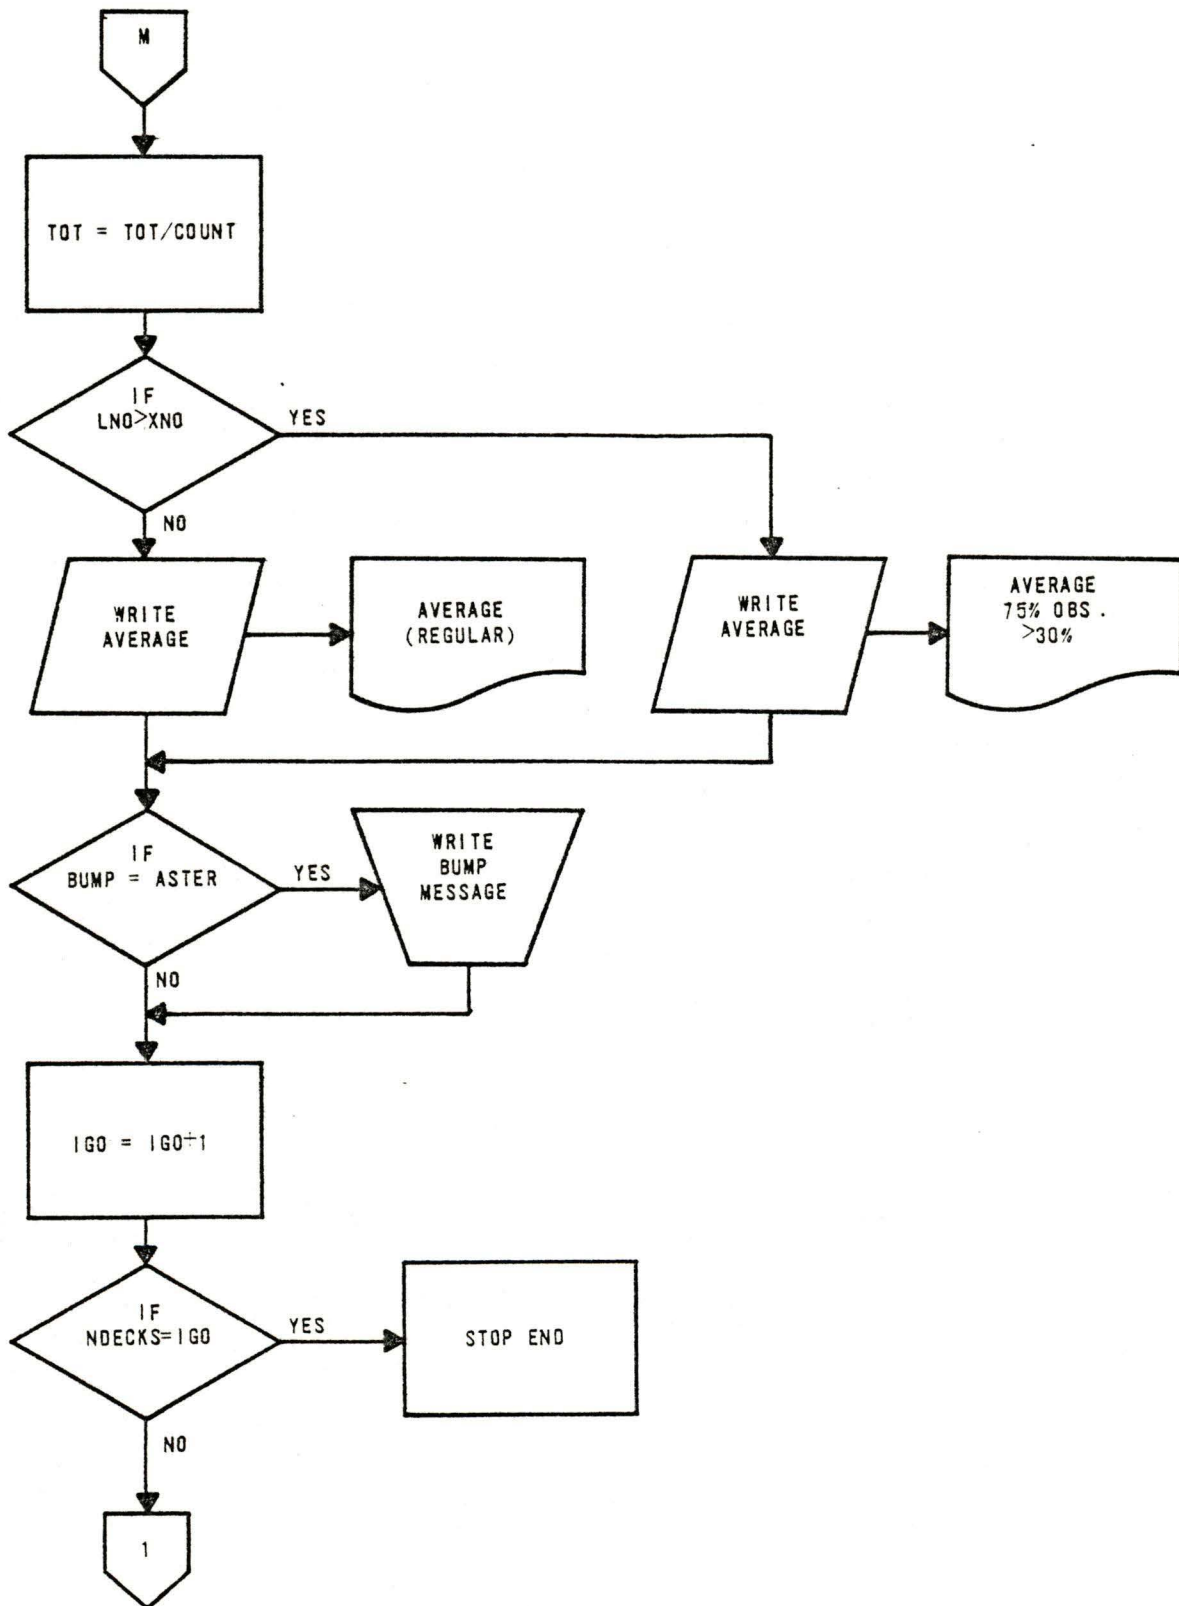 M
TOT = TOT/COUNT
IF
LNO>XNO
YES
NO
WRITE
AVERAGE
AVERAGE
(REGULAR)
WRITE
AVERAGE
AVERAGE
75% OBS.
>30%
IF
BUMP = ASTER
YES
WRITE
BUMP
MESSAGE
NO
IGO = IGO+1
IF
NDECKS=IGO
YES
STOP END
NO
1